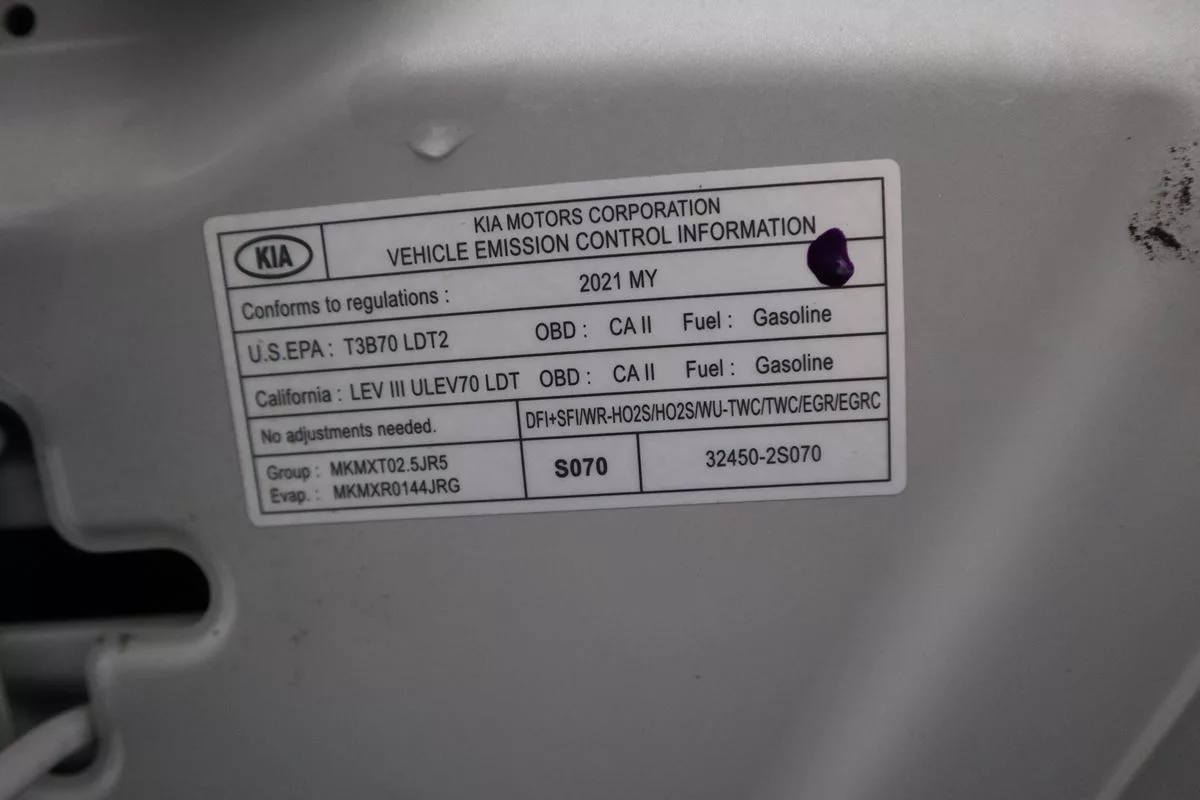 KIA
KIA MOTORS CORPORATION
VEHICLE EMISSION CONTROL INFORMATION
Conforms to regulations : 2021 MY
U.S.EPA : T3B70 LDT2 OBD : CA II Fuel : Gasoline
California : LEV III ULEV70 LDT OBD : CA II Fuel : Gasoline
No adjustments needed. DFI+SFI/WR-HO2S/HO2S/WU-TWC/TWC/EGR/EGRC
Group : MKMXT02.5JR5
Evap. : MKMXR0144JRG
S070
32450-2S070